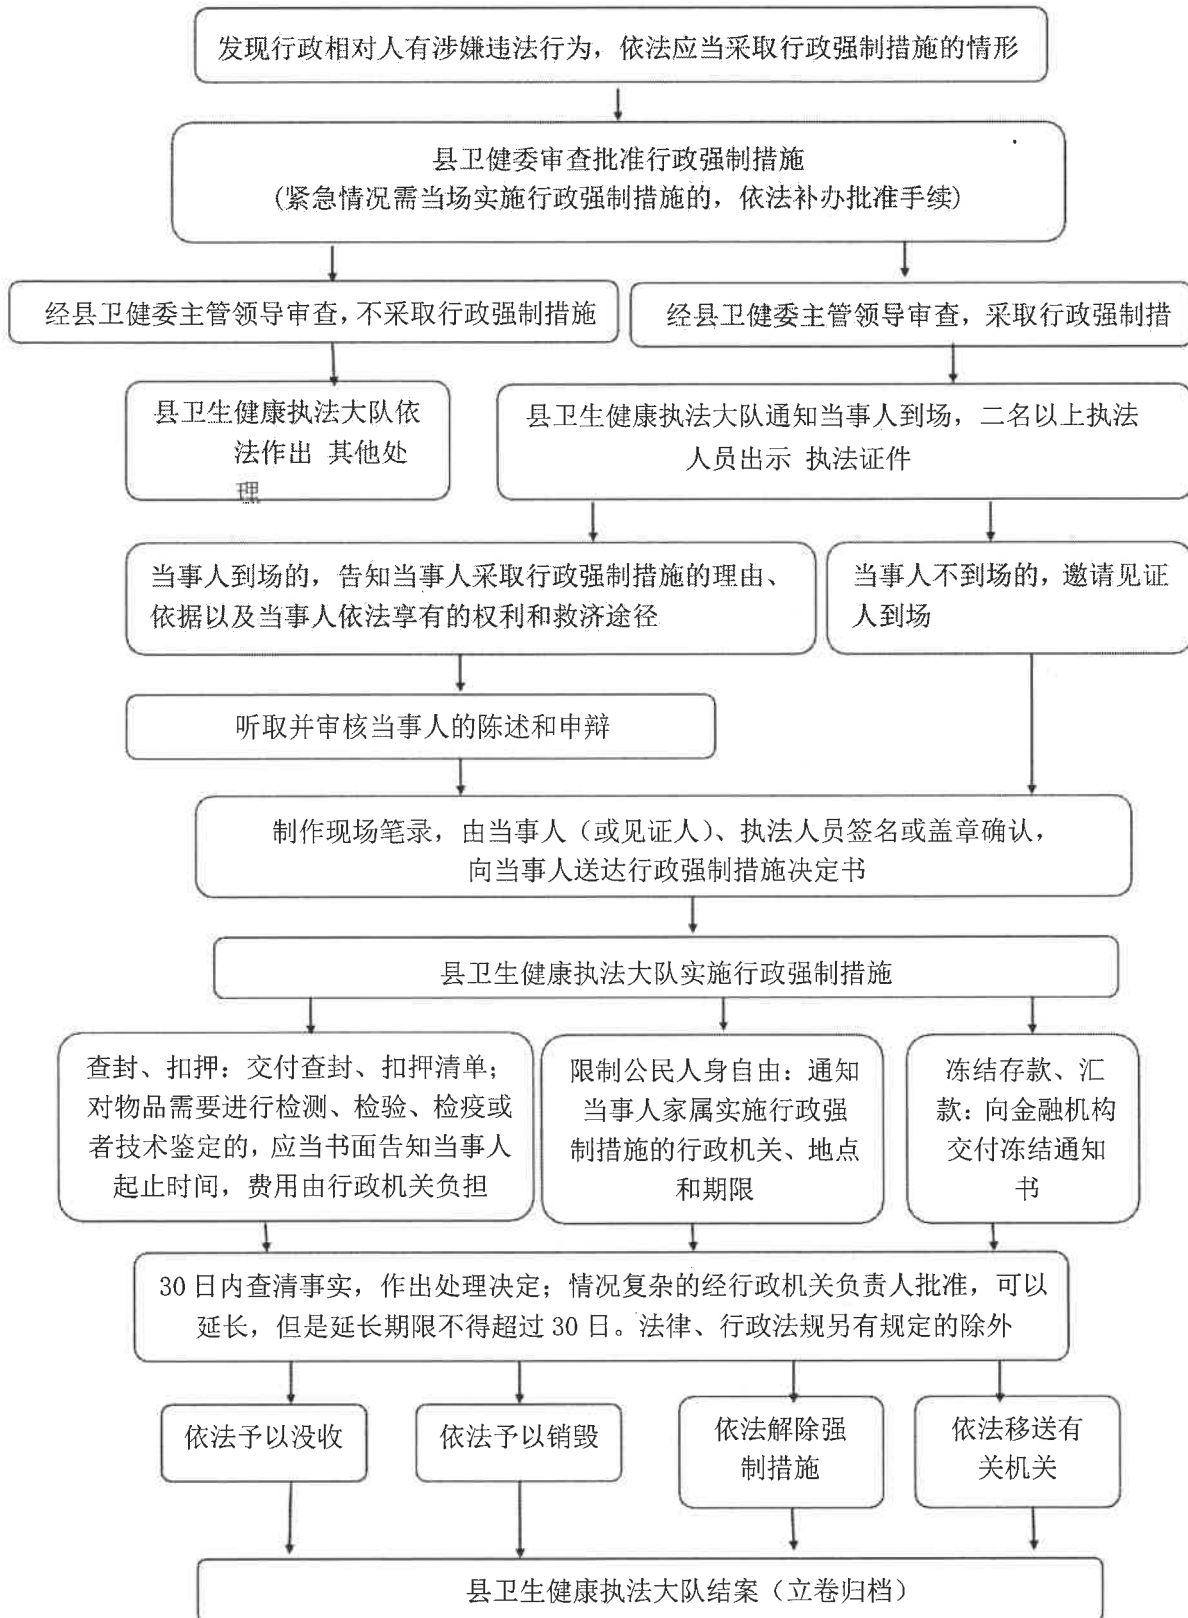 发现行政相对人有涉嫌违法行为，依法应当采取行政强制措施的情形
县卫健委审查批准行政强制措施
(紧急情况需当场实施行政强制措施的，依法补办批准手续)
经县卫健委主管领导审查，不采取行政强制措施
经县卫健委主管领导审查，采取行政强制措
县卫生健康执法大队依
法作出 其他处
理
县卫生健康执法大队通知当事人到场，二名以上执法
人员出示 执法证件
当事人到场的，告知当事人采取行政强制措施的理由、
依据以及当事人依法享有的权利和救济途径
当事人不到场的，邀请见证
人到场
听取并审核当事人的陈述和申辩
制作现场笔录，由当事人（或见证人）、执法人员签名或盖章确认，
向当事人送达行政强制措施决定书
县卫生健康执法大队实施行政强制措施
查封、扣押：交付查封、扣押清单；
对物品需要进行检测、检验、检疫或
者技术鉴定的，应当书面告知当事人
起止时间，费用由行政机关负担
限制公民人身自由：通知
当事人家属实施行政强
制措施的行政机关、地点
和期限
冻结存款、汇
款：向金融机构
交付冻结通知
书
30日内查清事实，作出处理决定；情况复杂的经行政机关负责人批准，可以
延长，但是延长期限不得超过30日。法律、行政法规另有规定的除外
依法予以没收
依法予以销毁
依法解除强
制措施
依法移送有
关机关
县卫生健康执法大队结案（立卷归档）